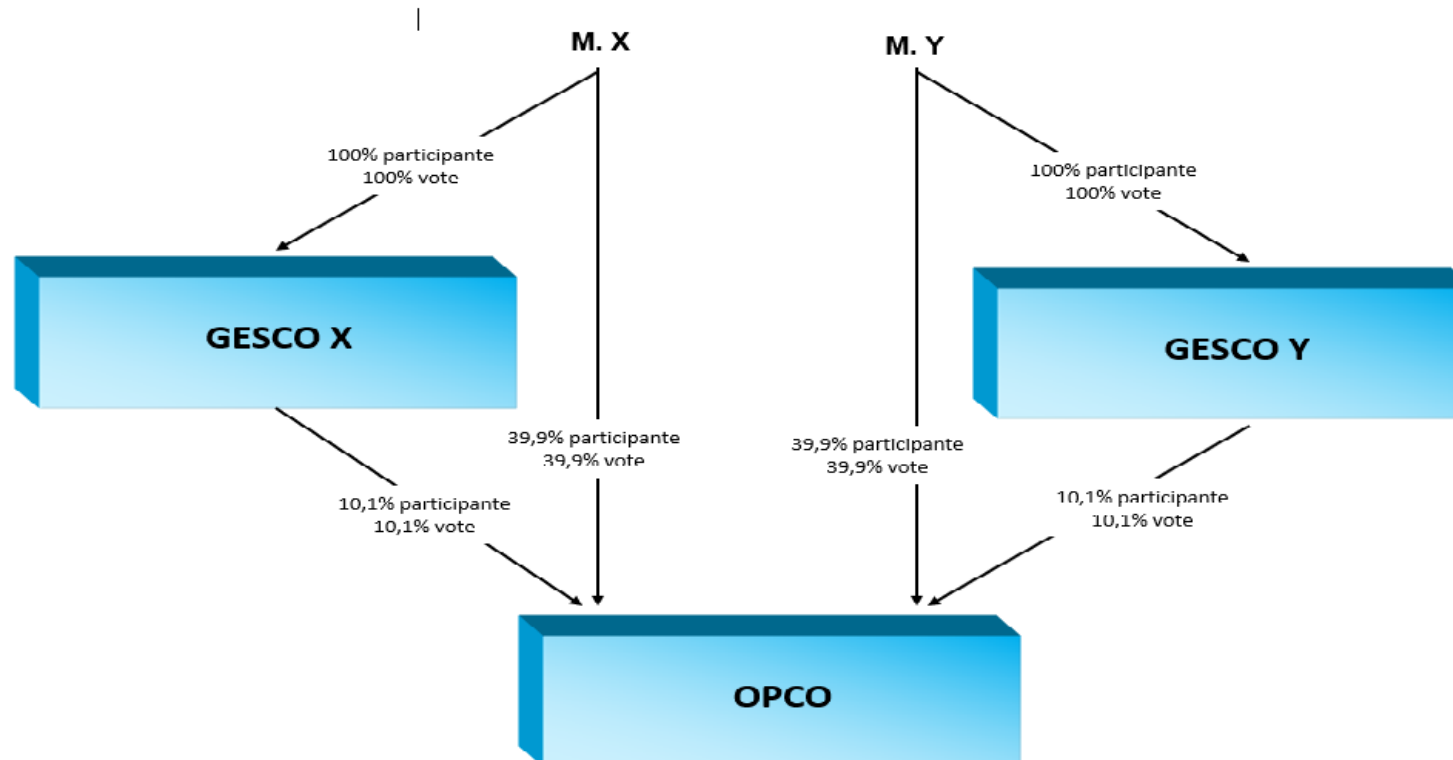 M. X
M. Y
100% participante
100% vote
100% participante
100% vote
GESCO X
GESCO Y
39,9% participante
39,9% vote
39,9% participante
39,9% vote
10,1% participante
10,1% vote
10,1% participante
10,1% vote
OPCO